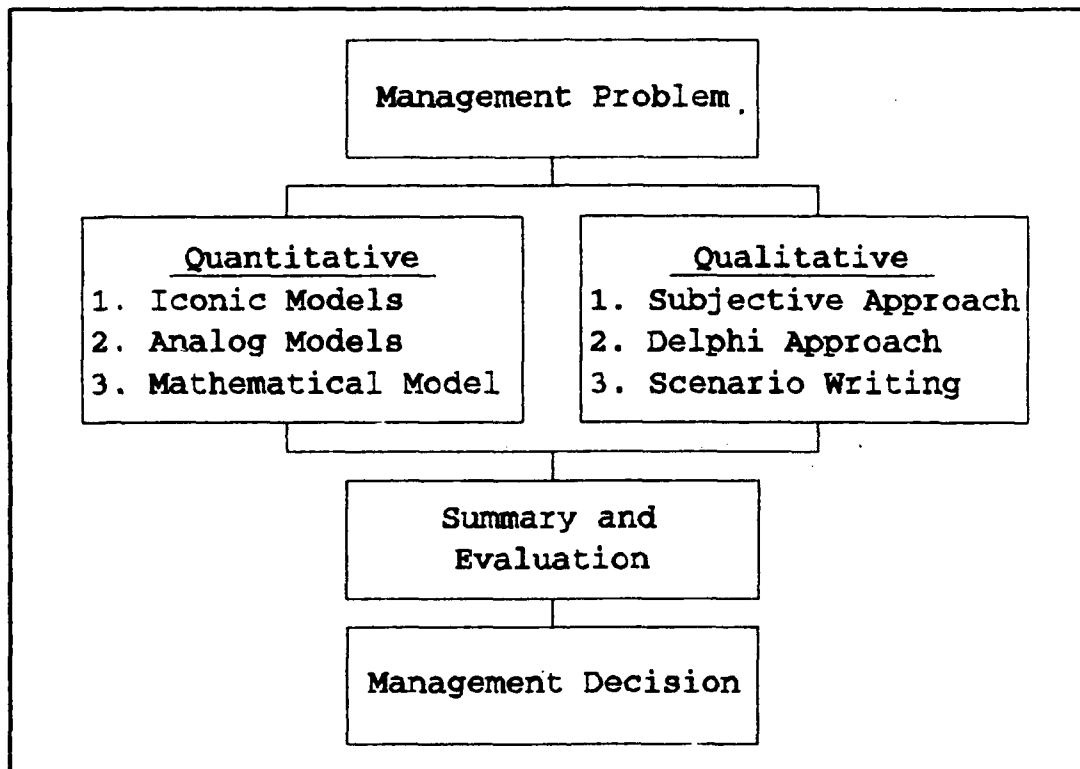 Management Problem
Quantitative
1. Iconic Models
2. Analog Models
3. Mathematical Model
Qualitative
1. Subjective Approach
2. Delphi Approach
3. Scenario Writing
Summary and
Evaluation
Management Decision